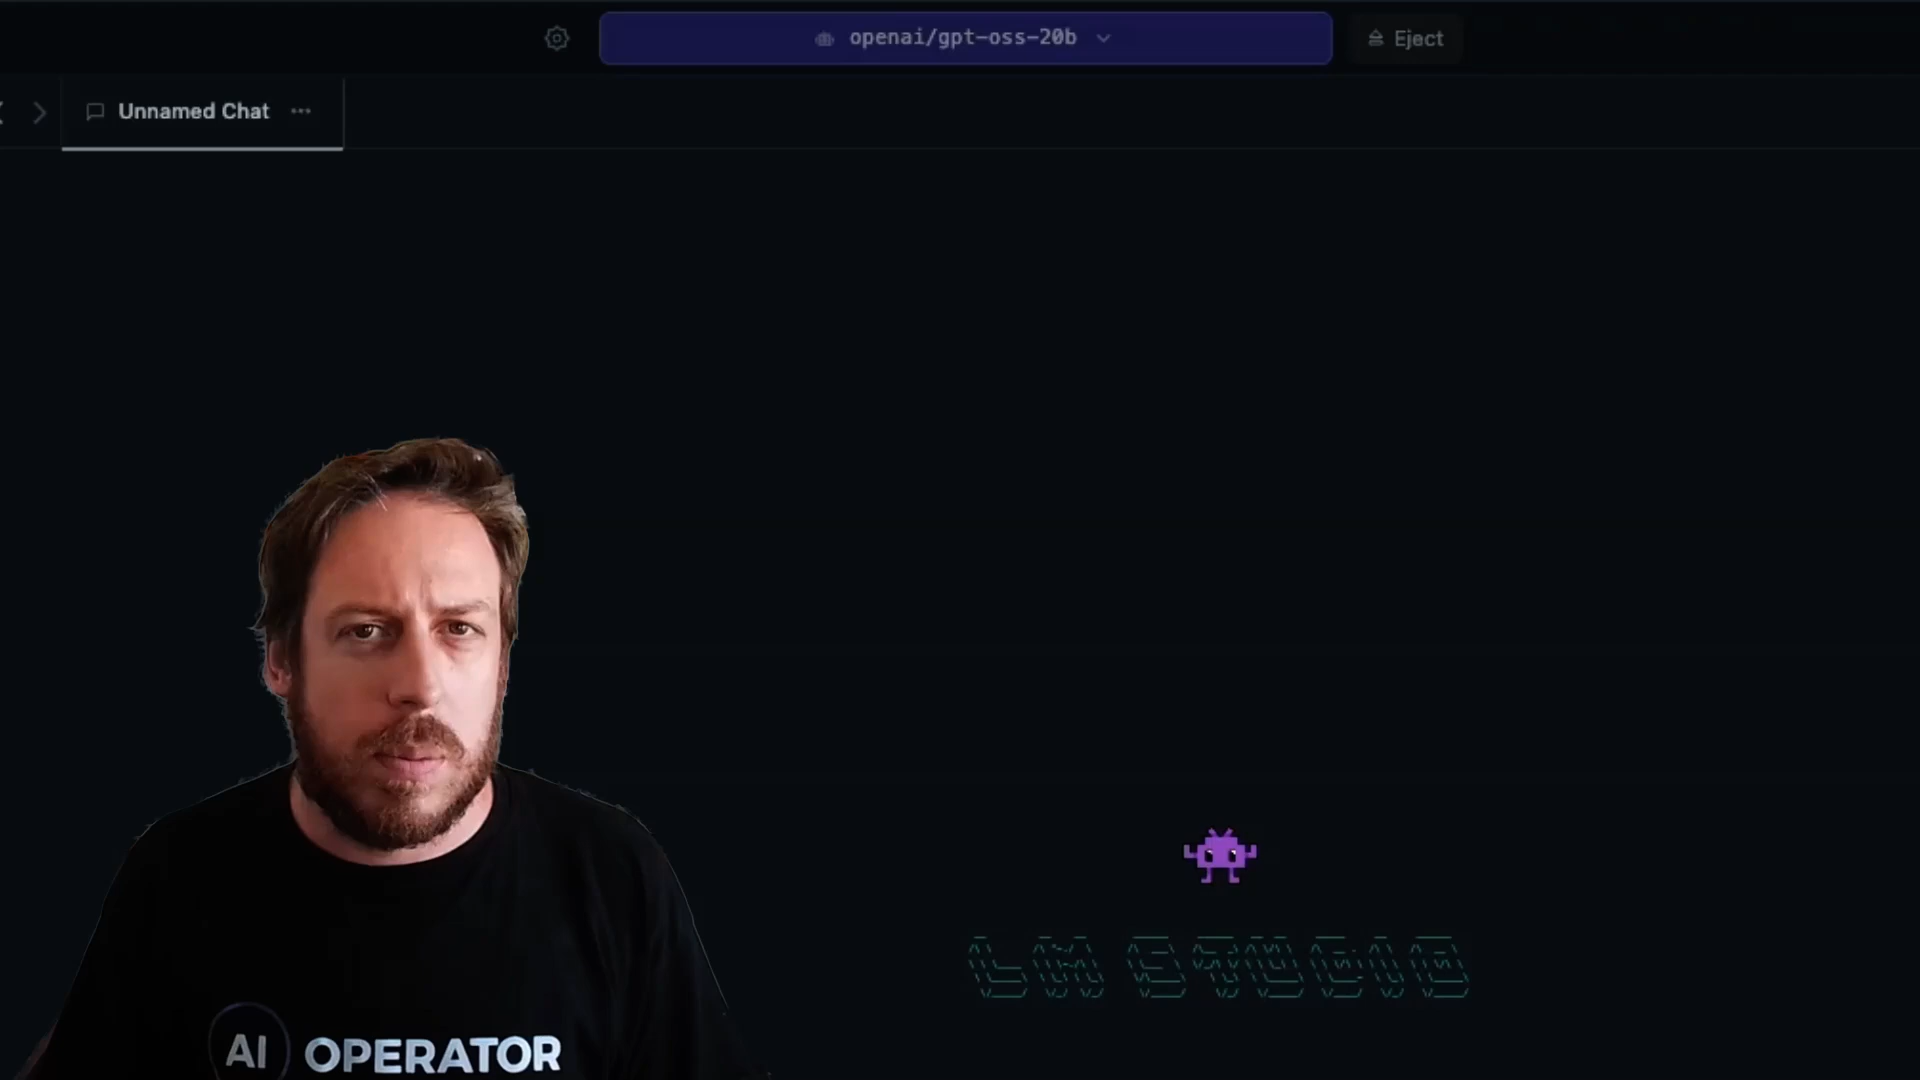 openai/gpt-oss-20b
Eject
Unnamed Chat
LM STUDIO
AI OPERATOR